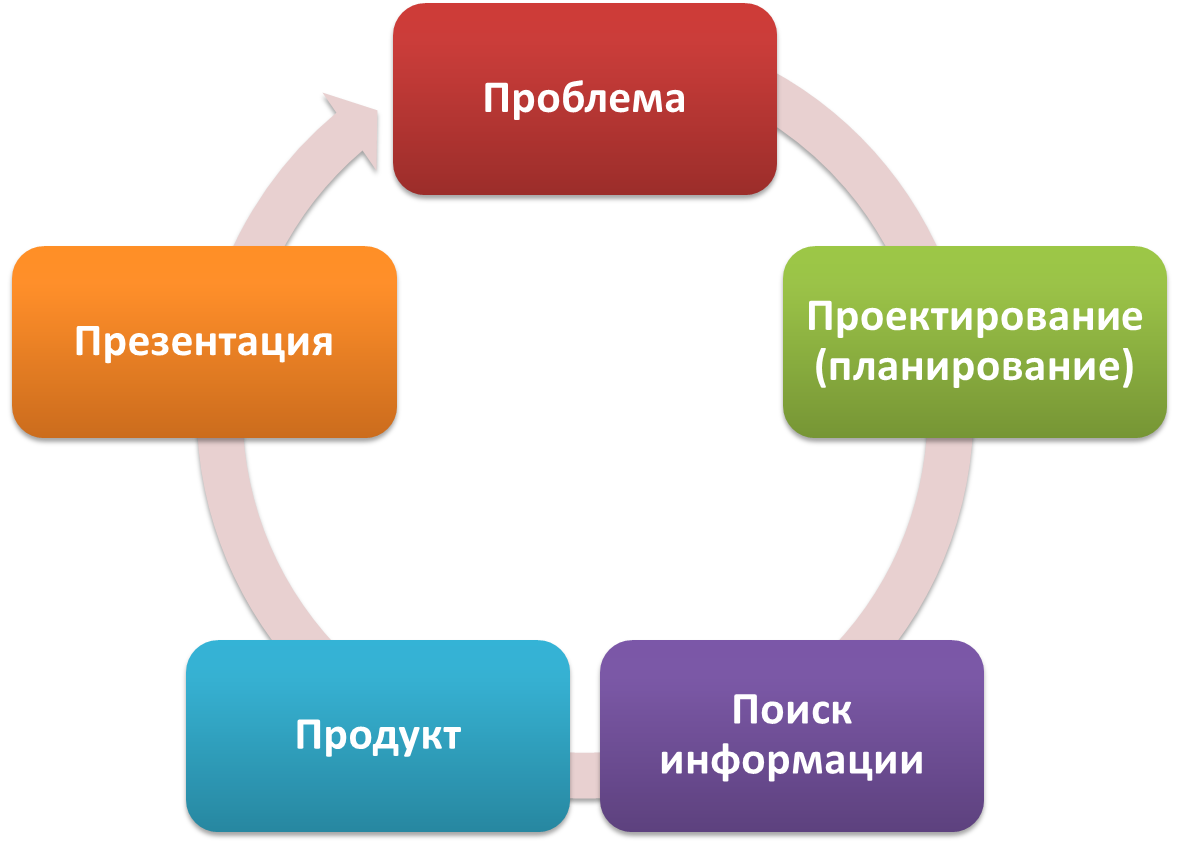 Проблема
Проектирование
(планирование)
Поиск
информации
Продукт
Презентация